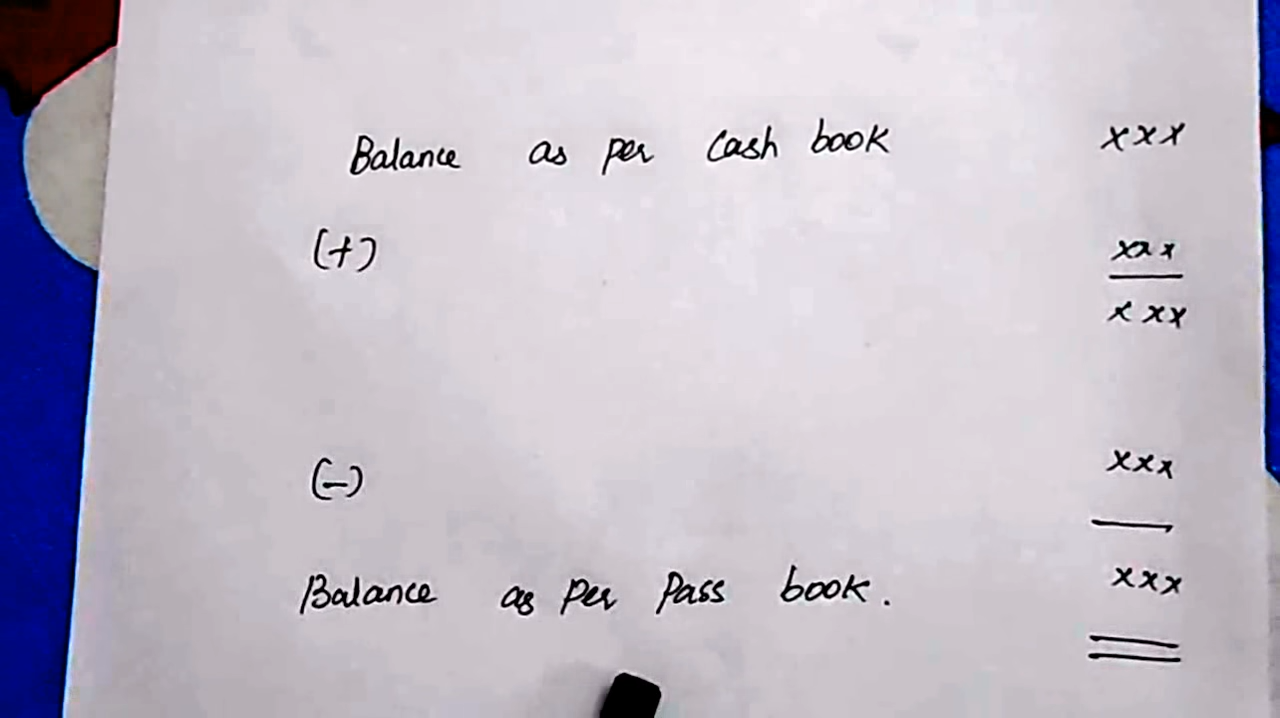 Balance as per Cash book xxx
(+) xxx
xxx
(-) xxx
Balance as per Pass book. xxx